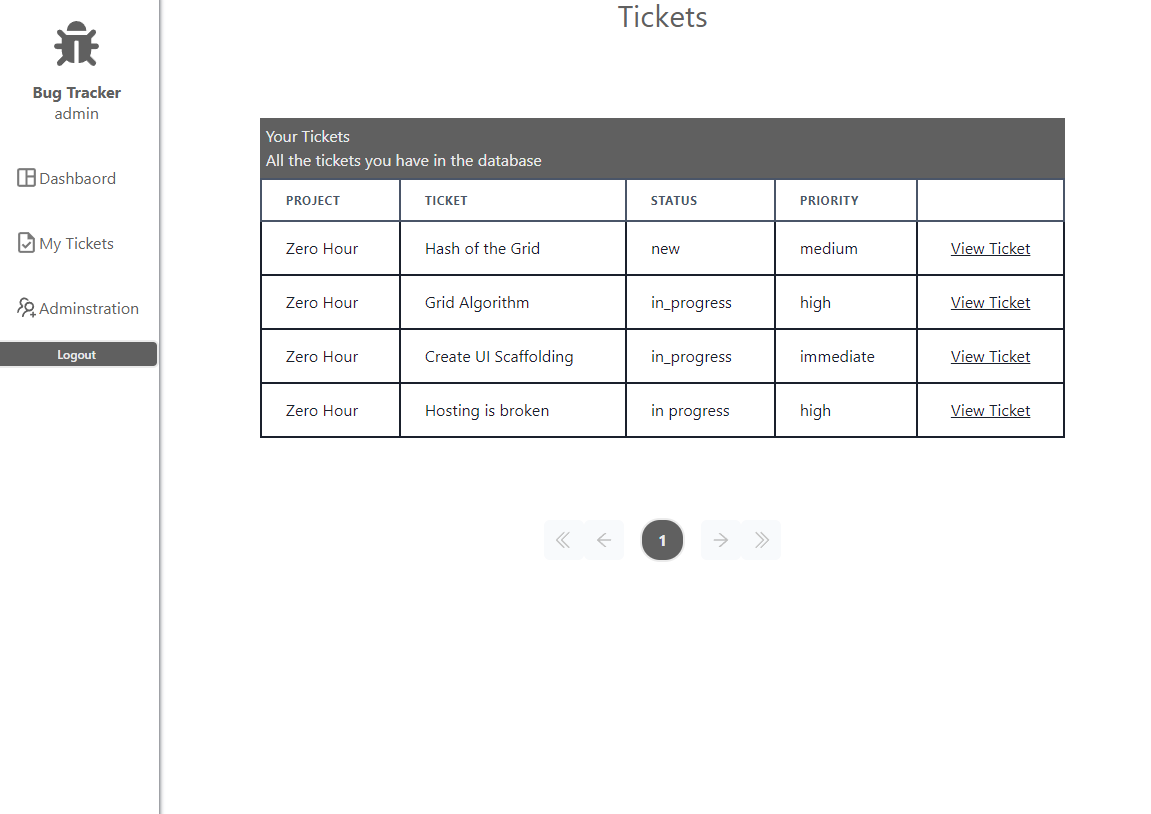 Bug Tracker
admin
Dashbaord
My Tickets
Adminstration
Logout
Tickets
Your Tickets
All the tickets you have in the database
PROJECT TICKET STATUS PRIORITY
Zero Hour Hash of the Grid new medium View Ticket
Zero Hour Grid Algorithm in_progress high View Ticket
Zero Hour Create UI Scaffolding in_progress immediate View Ticket
Zero Hour Hosting is broken in progress high View Ticket
1